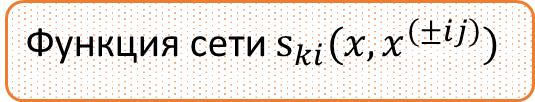 Функция сети s_{ki}(x, x^{(±ij)})